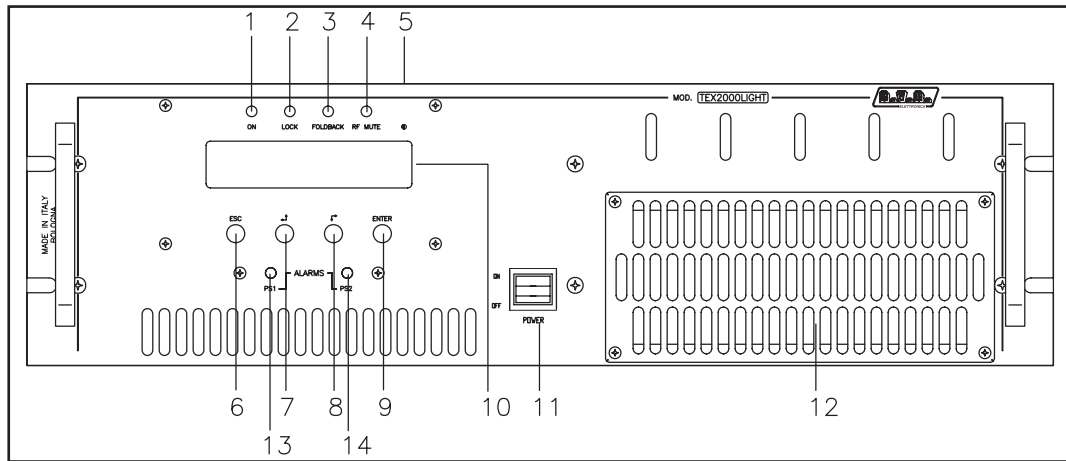 1 2 3 4 5
MOD. TEX2000LIGHT
R.V.R.
ELETTRONICA
ON LOCK FOLDBACK RF MUTE
MADE IN ITALY
BOLOGNA
ESC ENTER
ALARMS
PS1 PS2
ON
OFF
POWER
6 7 8 9 10 11 12
13 14